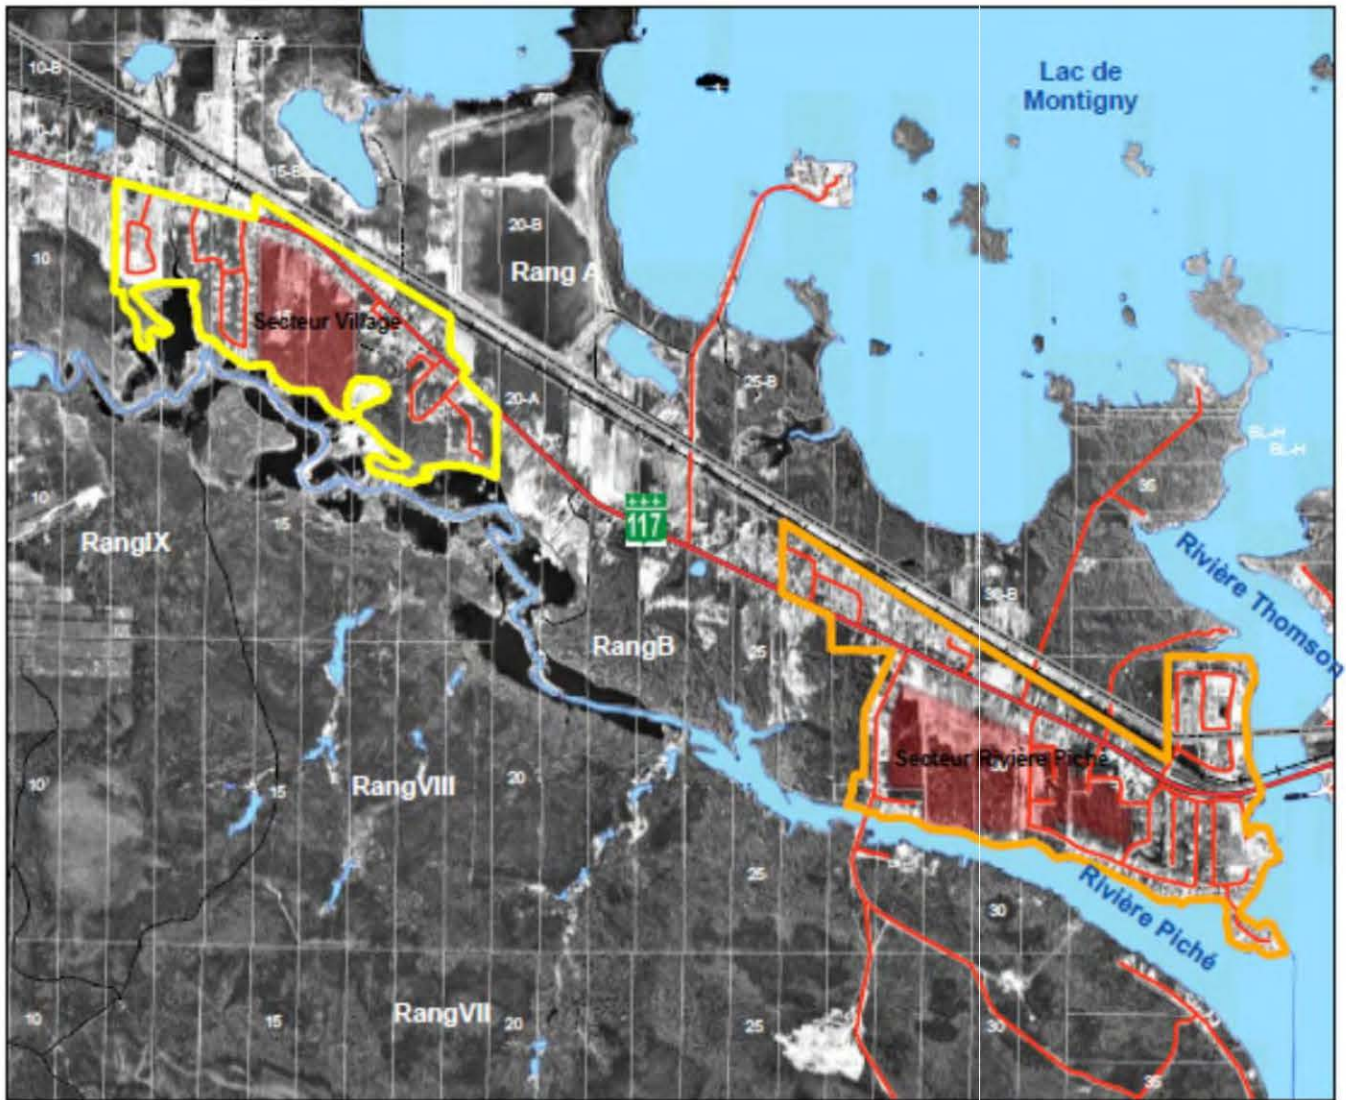 Lac de
Montigny
10-B
10-A
15-B
20-B
10
Rang A
Secteur Village
25-B
20-A
BL-H
BL-H
35
10
15
117
RangIX
Rivière Thomson
30-B
RangB
25
Secteur Rivière Piché
10
15
RangVIII
20
25
Rivière Piché
30
10
15
RangVII
20
25
30
35